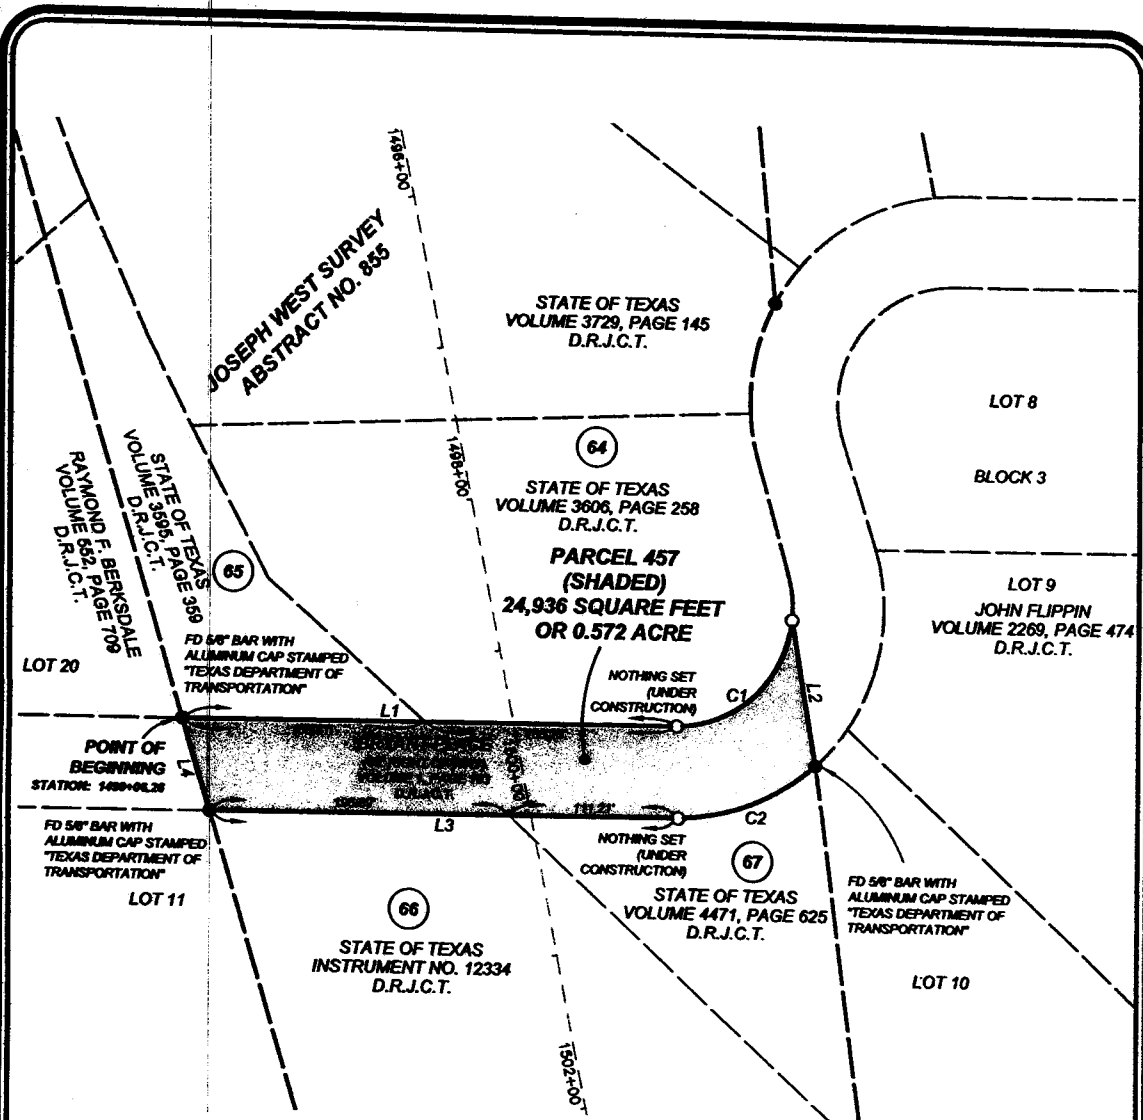 1496+00
JOSEPH WEST SURVEY
ABSTRACT NO. 855
STATE OF TEXAS
VOLUME 3729, PAGE 145
D.R.J.C.T.
LOT 8
BLOCK 3
1498+00
64
STATE OF TEXAS
VOLUME 3606, PAGE 258
D.R.J.C.T.
PARCEL 457
(SHADED)
24,936 SQUARE FEET
OR 0.572 ACRE
STATE OF TEXAS
VOLUME 3595, PAGE 359
D.R.J.C.T.
RAYMOND F. BERKSDALE
VOLUME 552, PAGE 709
D.R.J.C.T.
65
LOT 9
JOHN FLIPPIN
VOLUME 2269, PAGE 474
D.R.J.C.T.
FD 5/8" BAR WITH
ALUMINUM CAP STAMPED
"TEXAS DEPARTMENT OF
TRANSPORTATION"
LOT 20
NOTHING SET
(UNDER
CONSTRUCTION)
C1
L2
L1
POINT OF
BEGINNING
STATION:
L4
L3
111.23'
C2
FD 5/8" BAR WITH
ALUMINUM CAP STAMPED
"TEXAS DEPARTMENT OF
TRANSPORTATION"
LOT 11
NOTHING SET
(UNDER
CONSTRUCTION)
67
STATE OF TEXAS
VOLUME 4471, PAGE 625
D.R.J.C.T.
FD 5/8" BAR WITH
ALUMINUM CAP STAMPED
"TEXAS DEPARTMENT OF
TRANSPORTATION"
66
STATE OF TEXAS
INSTRUMENT NO. 12334
D.R.J.C.T.
LOT 10
1502+00